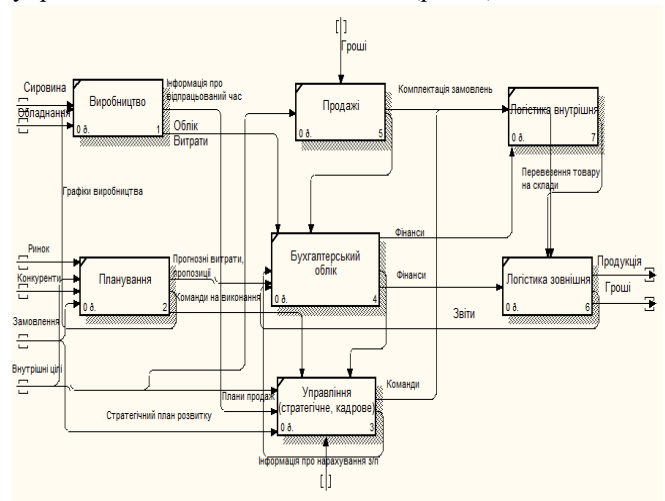 Гроші
Сировина
Обладнання
Виробництво
0 ð.
1
Інформація про
відпрацьований час
Облік
Витрати
Продажі
0 ð.
5
Комплектація замовлень
Логістика внутрішня
0 ð.
7
Графіки виробництва
Перевезення товару
на склади
Ринок
Конкуренти
Замовлення
Внутрішні цілі
Планування
0 ð.
2
Прогнозні витрати,
пропозиції
Команди на виконання
Бухгалтерський
облік
0 ð.
4
Фінанси
Фінанси
Звіти
Логістика зовнішня
0 ð.
6
Продукція
Гроші
Плани продаж
Стратегічний план розвитку
Управління
(стратегічне, кадрове)
0 ð.
3
Команди
Інформація про нарахування з/п